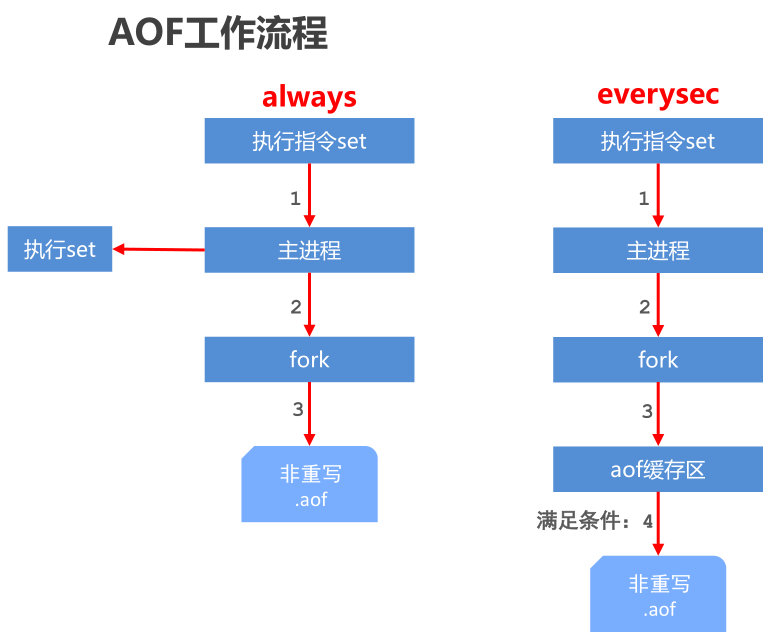 AOF工作流程
always
执行指令set
1
执行set
主进程
2
fork
3
非重写
.aof
everysec
执行指令set
1
主进程
2
fork
3
aof缓存区
满足条件：4
非重写
.aof